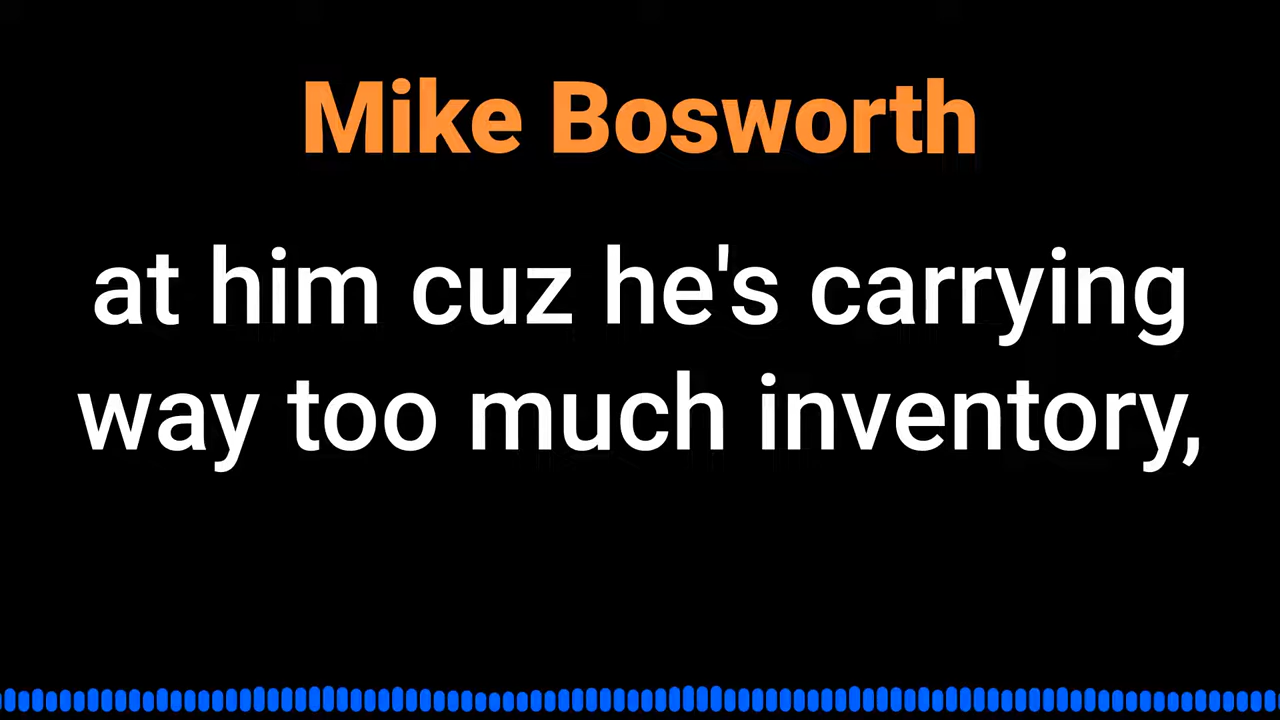 Mike Bosworth
at him cuz he's carrying
way too much inventory,